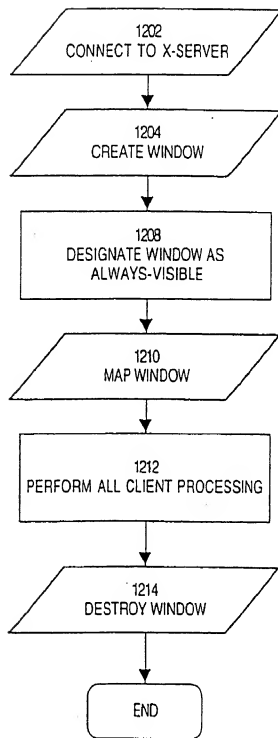 1202
CONNECT TO X-SERVER
1204
CREATE WINDOW
1208
DESIGNATE WINDOW AS
ALWAYS-VISIBLE
1210
MAP WINDOW
1212
PERFORM ALL CLIENT PROCESSING
1214
DESTROY WINDOW
END